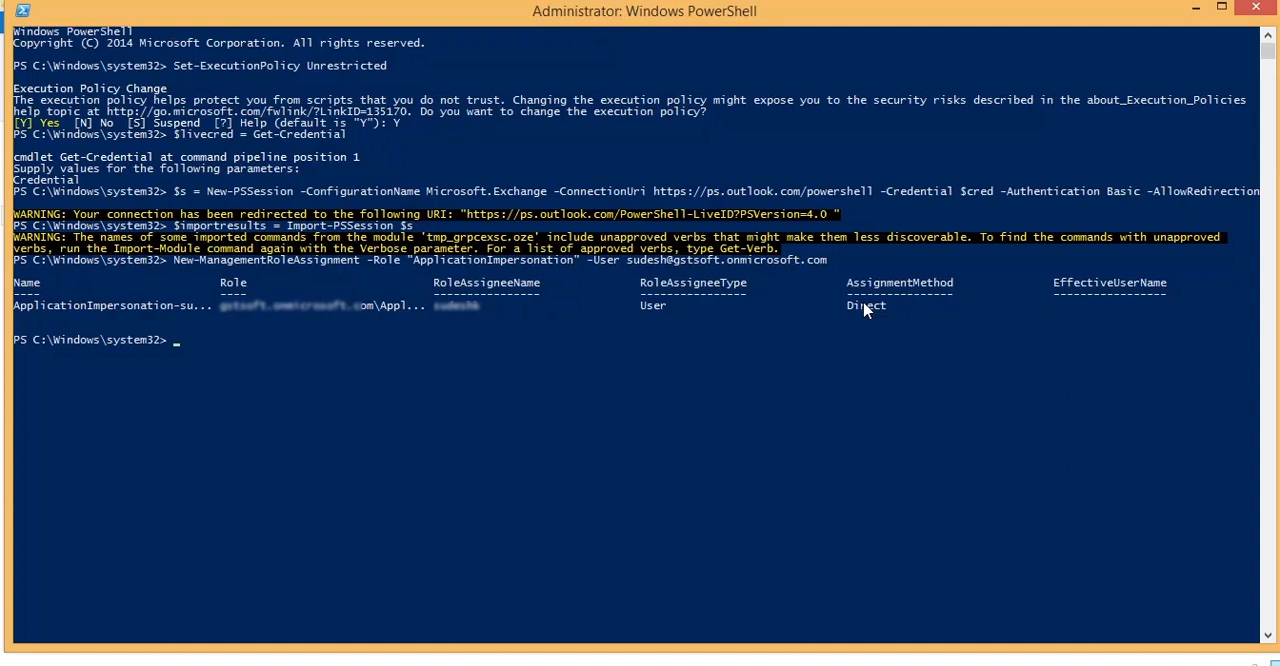 Administrator: Windows PowerShell
Windows PowerShell
Copyright (C) 2014 Microsoft Corporation. All rights reserved.
PS C:\Windows\system32> Set-ExecutionPolicy Unrestricted
Execution Policy Change
The execution policy helps protect you from scripts that you do not trust. Changing the execution policy might expose you to the security risks described in the about_Execution_Policies
help topic at http://go.microsoft.com/fwlink/?LinkID=135170. Do you want to change the execution policy?
[Y] Yes  [N] No  [S] Suspend  [?] Help (default is "Y"): Y
PS C:\Windows\system32> $livecred = Get-Credential
cmdlet Get-Credential at command pipeline position 1
Supply values for the following parameters:
Credential
PS C:\Windows\system32> $s = New-PSSession -ConfigurationName Microsoft.Exchange -ConnectionUri https://ps.outlook.com/powershell -Credential $cred -Authentication Basic -AllowRedirection
WARNING: Your connection has been redirected to the following URI: "https://ps.outlook.com/PowerShell-LiveID?PSVersion=4.0 "
PS C:\Windows\system32> $importresults = Import-PSSession $s
WARNING: The names of some imported commands from the module 'tmp_grpcexsc.oze' include unapproved verbs that might make them less discoverable. To find the commands with unapproved
verbs, run the Import-Module command again with the Verbose parameter. For a list of approved verbs, type Get-Verb.
PS C:\Windows\system32> New-ManagementRoleAssignment -Role "ApplicationImpersonation" -User sudesh@gstsoft.onmicrosoft.com
Name Role RoleAssigneeName RoleAssigneeType AssignmentMethod EffectiveUserName
---- ---- ---------------- ---------------- ---------------- -----------------
ApplicationImpersonation-su... om\Appl... User Direct
PS C:\Windows\system32> _